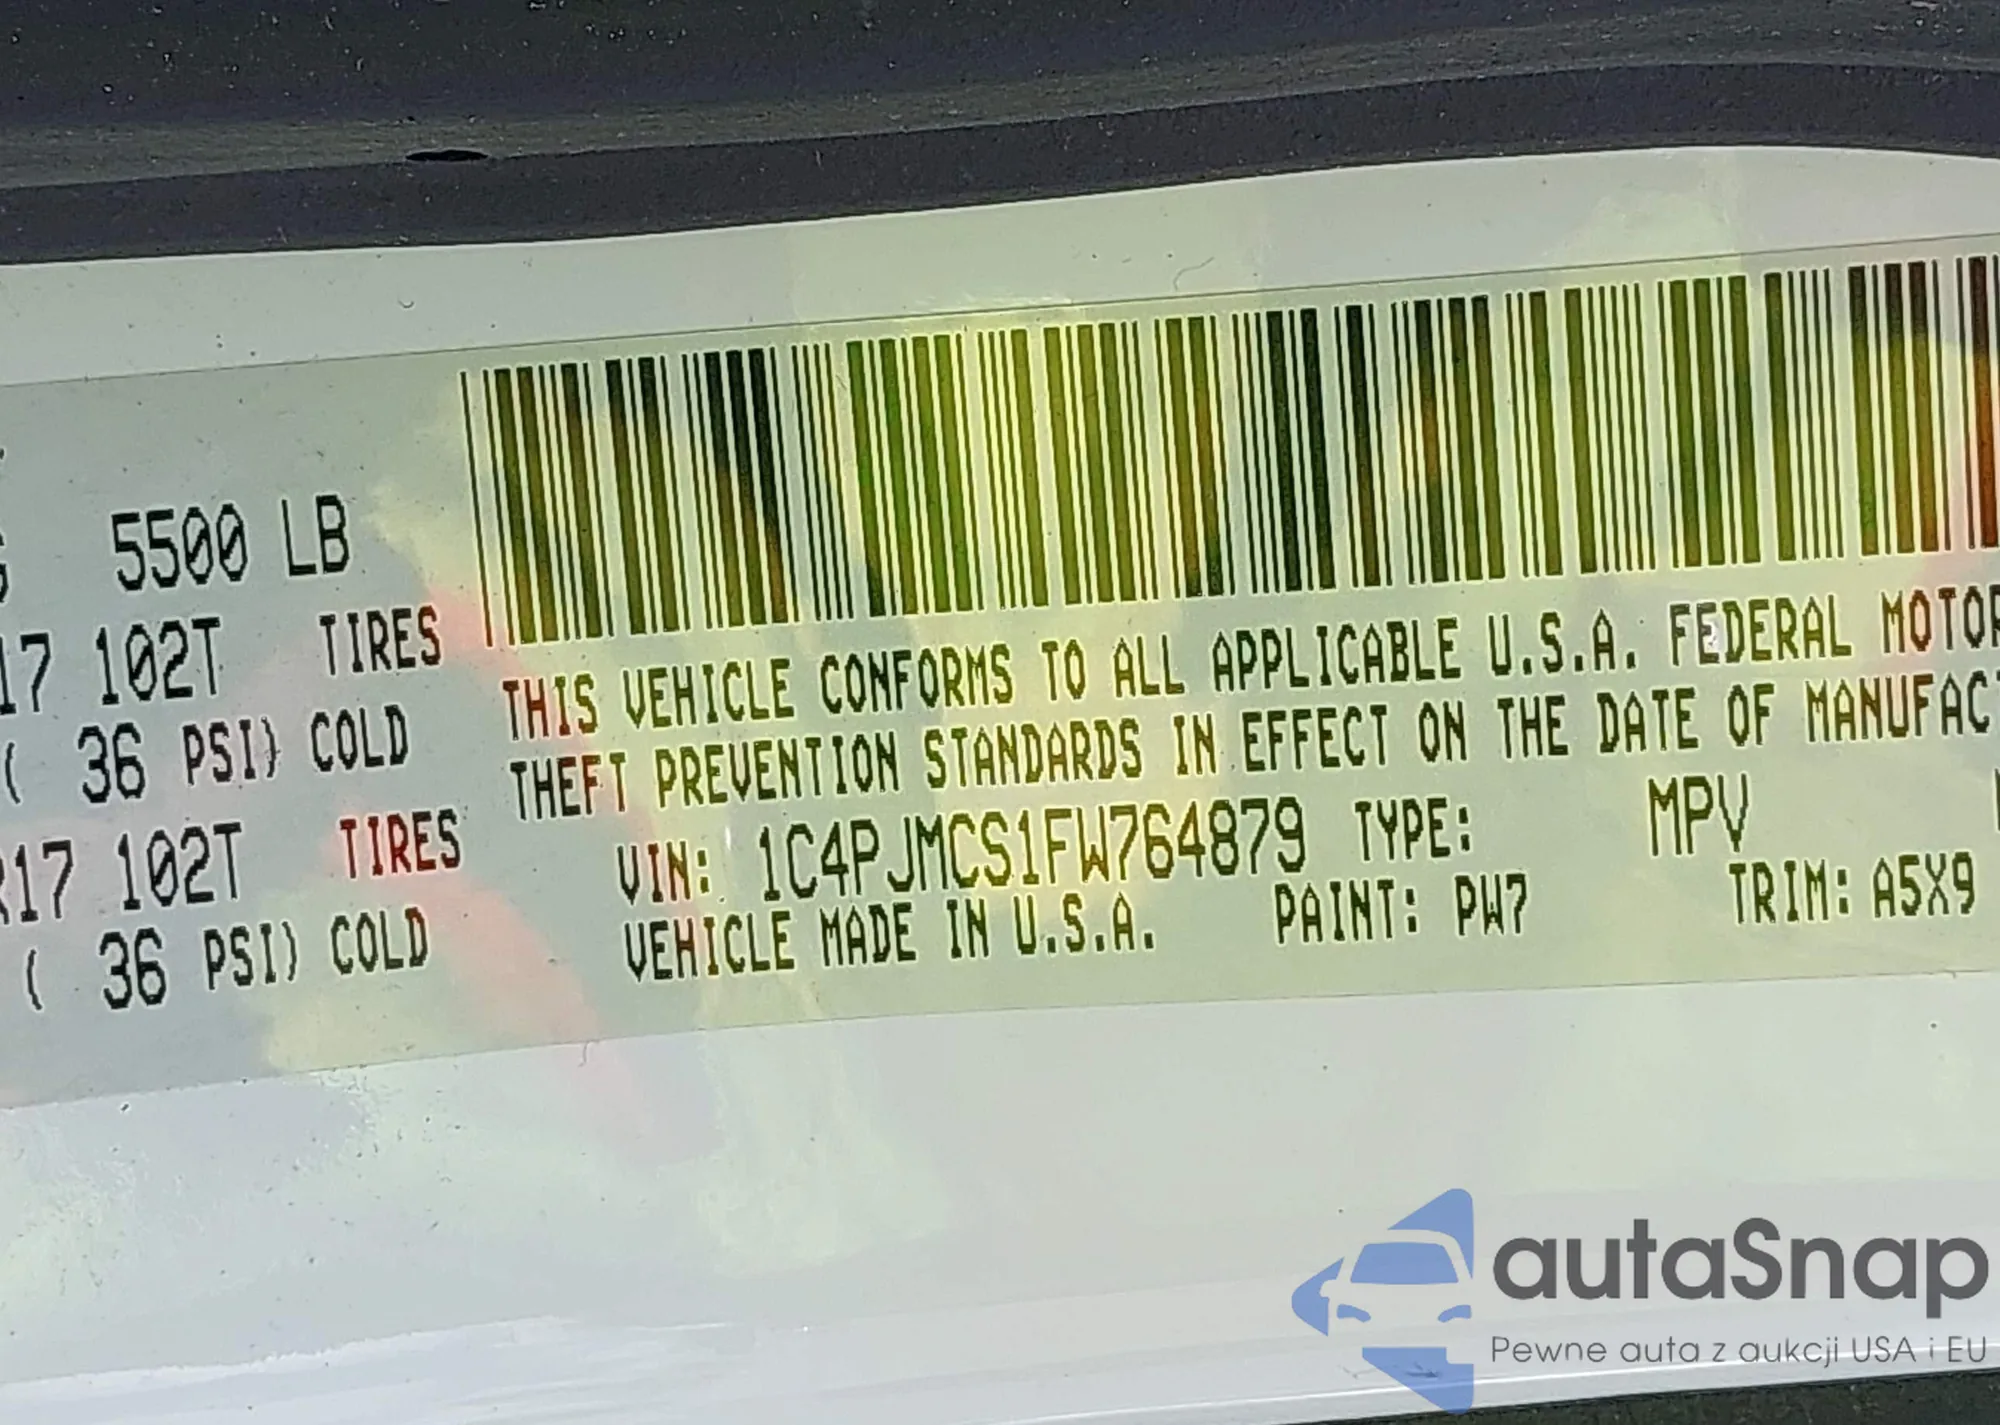 5500 LB
17 102T TIRES
( 36 PSI) COLD
R17 102T TIRES
( 36 PSI) COLD
THIS VEHICLE CONFORMS TO ALL APPLICABLE U.S.A. FEDERAL MOTOR
THEFT PREVENTION STANDARDS IN EFFECT ON THE DATE OF MANUFACT
VIN: 1C4PJMCS1FW764879 TYPE: MPV
VEHICLE MADE IN U.S.A. PAINT: PW7 TRIM: A5X9
autaSnap
Pewne auta z aukcji USA i EU